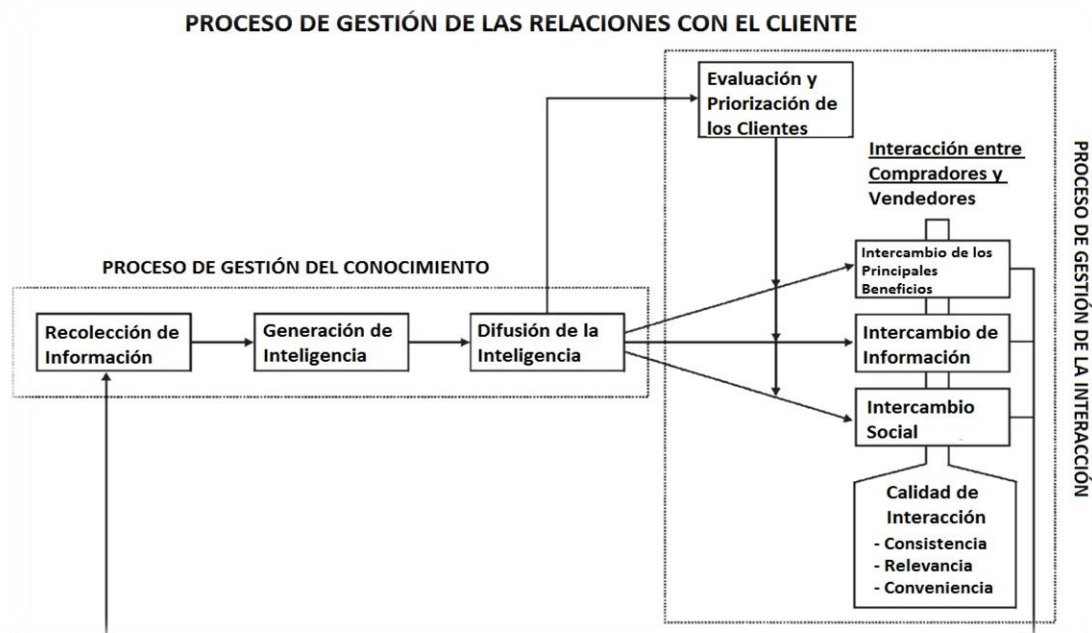 PROCESO DE GESTIÓN DE LAS RELACIONES CON EL CLIENTE
Evaluación y
Priorización de
los Clientes
Interacción entre
Compradores y
Vendedores
PROCESO DE GESTIÓN DE LA INTERACCIÓN
PROCESO DE GESTIÓN DEL CONOCIMIENTO
Recolección de
Información
Generación de
Inteligencia
Difusión de la
Inteligencia
Intercambio de los
Principales
Beneficios
Intercambio de
Información
Intercambio
Social
Calidad de
Interacción
- Consistencia
- Relevancia
- Conveniencia